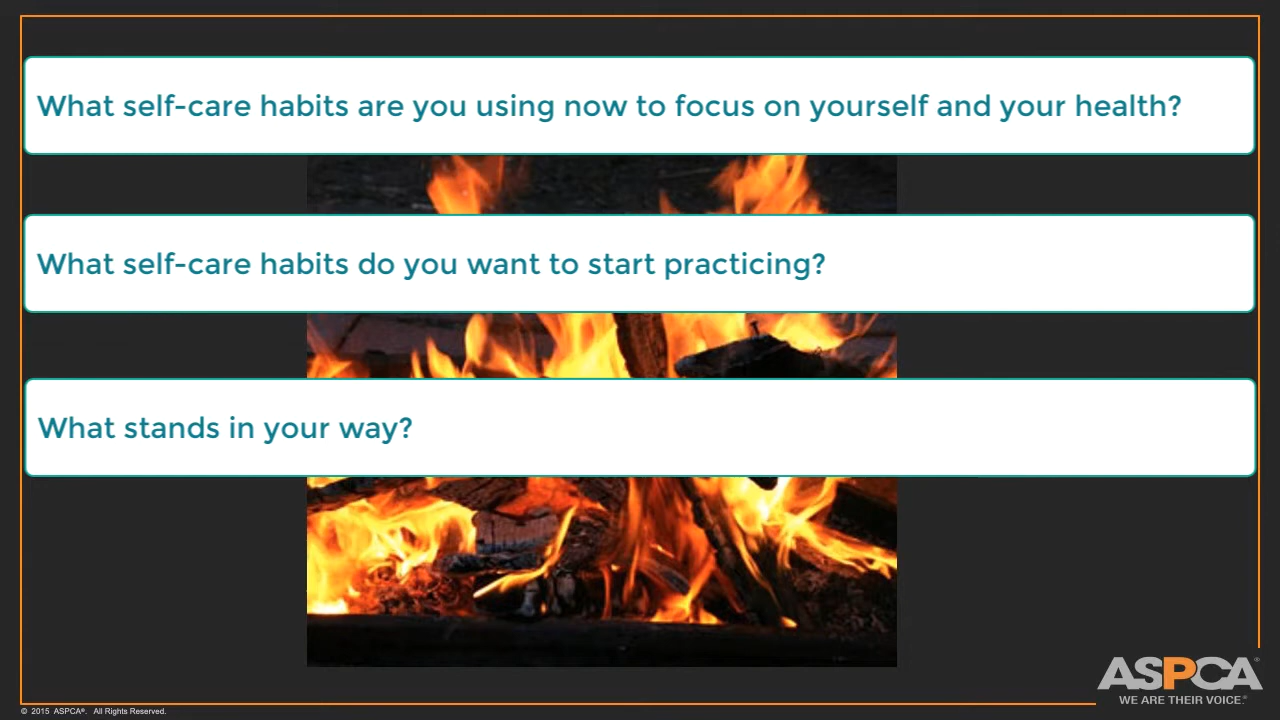 What self-care habits are you using now to focus on yourself and your health?
What self-care habits do you want to start practicing?
What stands in your way?
ASPCA®
WE ARE THEIR VOICE.®
© 2015 ASPCA®. All Rights Reserved.